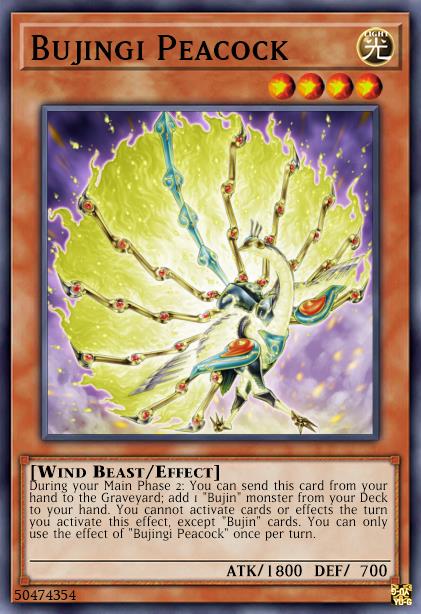 BUJINGI PEACOCK
LIGHT
光
[WIND BEAST/EFFECT]
During your Main Phase 2: You can send this card from your
hand to the Graveyard; add 1 "Bujin" monster from your Deck
to your hand. You cannot activate cards or effects the turn
you activate this effect, except "Bujin" cards. You can only
use the effect of "Bujingi Peacock" once per turn.
ATK/1800 DEF/ 700
50474354